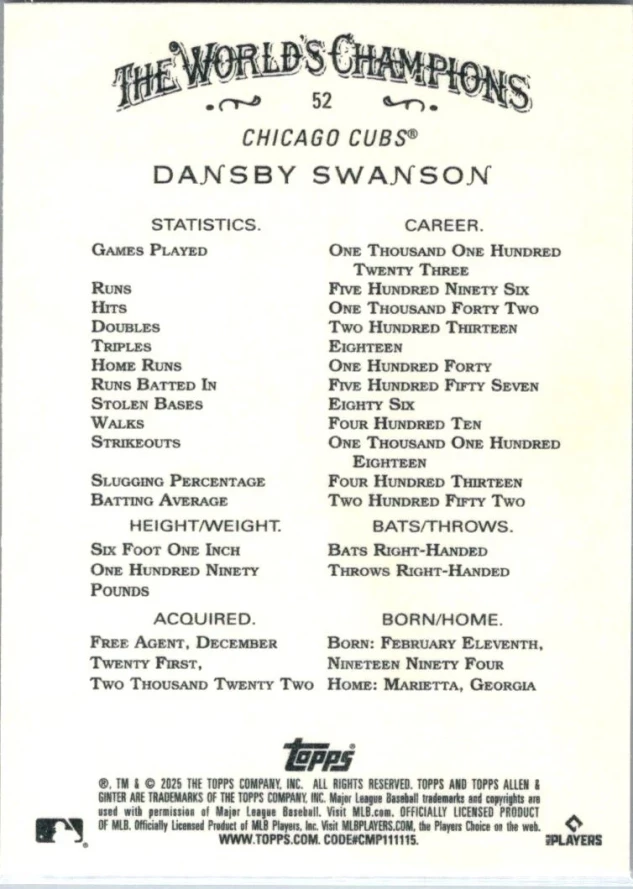 THE WORLD'S CHAMPIONS
52
CHICAGO CUBS®
DANSBY SWANSON
STATISTICS. CAREER.
GAMES PLAYED ONE THOUSAND ONE HUNDRED
TWENTY THREE
RUNS FIVE HUNDRED NINETY SIX
HITS ONE THOUSAND FORTY TWO
DOUBLES TWO HUNDRED THIRTEEN
TRIPLES EIGHTEEN
HOME RUNS ONE HUNDRED FORTY
RUNS BATTED IN FIVE HUNDRED FIFTY SEVEN
STOLEN BASES EIGHTY SIX
WALKS FOUR HUNDRED TEN
STRIKEOUTS ONE THOUSAND ONE HUNDRED
EIGHTEEN
SLUGGING PERCENTAGE FOUR HUNDRED THIRTEEN
BATTING AVERAGE TWO HUNDRED FIFTY TWO
HEIGHT/WEIGHT. BATS/THROWS.
SIX FOOT ONE INCH BATS RIGHT-HANDED
ONE HUNDRED NINETY THROWS RIGHT-HANDED
POUNDS
ACQUIRED. BORN/HOME.
FREE AGENT, DECEMBER BORN: FEBRUARY ELEVENTH,
TWENTY FIRST, NINETEEN NINETY FOUR
TWO THOUSAND TWENTY TWO HOME: MARIETTA, GEORGIA
topps®
®, TM & © 2025 THE TOPPS COMPANY, INC. ALL RIGHTS RESERVED. TOPPS AND TOPPS ALLEN &
GINTER ARE TRADEMARKS OF THE TOPPS COMPANY, INC. Major League Baseball trademarks and copyrights are
used with permission of Major League Baseball. Visit MLB.com. OFFICIALLY LICENSED PRODUCT
OF MLB. Officially Licensed Product of MLB Players, Inc. Visit MLBPLAYERS.COM, the Players Choice on the web.
WWW.TOPPS.COM. CODE#CMP111115.
MLBPLAYERS